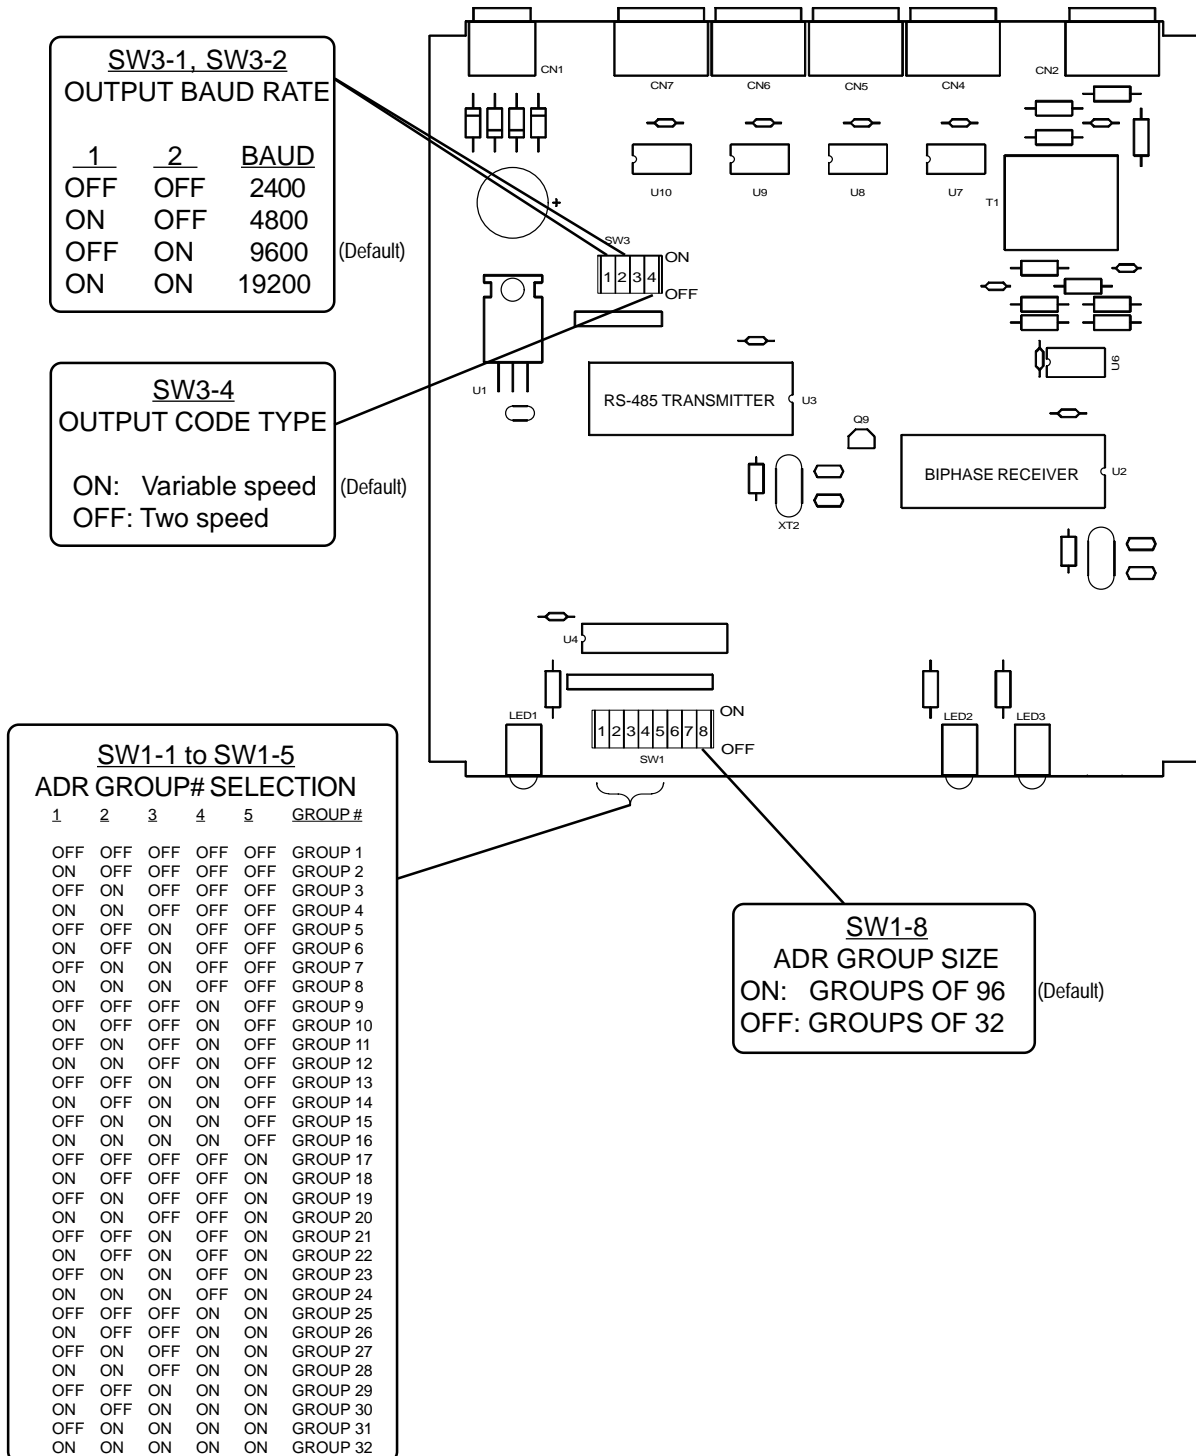 SW3-1, SW3-2
OUTPUT BAUD RATE
1 2 BAUD
OFF OFF 2400
ON OFF 4800
OFF ON 9600 (Default)
ON ON 19200
SW3-4
OUTPUT CODE TYPE
ON: Variable speed (Default)
OFF: Two speed
CN1
CN7
CN6
CN5
CN4
CN2
U10
U9
U8
U7
T1
+
SW3
ON
1 2 3 4
OFF
U1
RS-485 TRANSMITTER
U3
U6
Q9
BIPHASE RECEIVER
U2
XT2
U4
LED1
ON
1 2 3 4 5 6 7 8
OFF
SW1
LED2
LED3
SW1-1 to SW1-5
ADR GROUP# SELECTION
1 2 3 4 5 GROUP #
OFF OFF OFF OFF OFF GROUP 1
ON OFF OFF OFF OFF GROUP 2
OFF ON OFF OFF OFF GROUP 3
ON ON OFF OFF OFF GROUP 4
OFF OFF ON OFF OFF GROUP 5
ON OFF ON OFF OFF GROUP 6
OFF ON ON OFF OFF GROUP 7
ON ON ON OFF OFF GROUP 8
OFF OFF OFF ON OFF GROUP 9
ON OFF OFF ON OFF GROUP 10
OFF ON OFF ON OFF GROUP 11
ON ON OFF ON OFF GROUP 12
OFF OFF ON ON OFF GROUP 13
ON OFF ON ON OFF GROUP 14
OFF ON ON ON OFF GROUP 15
ON ON ON ON OFF GROUP 16
OFF OFF OFF OFF ON GROUP 17
ON OFF OFF OFF ON GROUP 18
OFF ON OFF OFF ON GROUP 19
ON ON OFF OFF ON GROUP 20
OFF OFF ON OFF ON GROUP 21
ON OFF ON OFF ON GROUP 22
OFF ON ON OFF ON GROUP 23
ON ON ON OFF ON GROUP 24
OFF OFF OFF ON ON GROUP 25
ON OFF OFF ON ON GROUP 26
OFF ON OFF ON ON GROUP 27
ON ON OFF ON ON GROUP 28
OFF OFF ON ON ON GROUP 29
ON OFF ON ON ON GROUP 30
OFF ON ON ON ON GROUP 31
ON ON ON ON ON GROUP 32
SW1-8
ADR GROUP SIZE
ON: GROUPS OF 96 (Default)
OFF: GROUPS OF 32